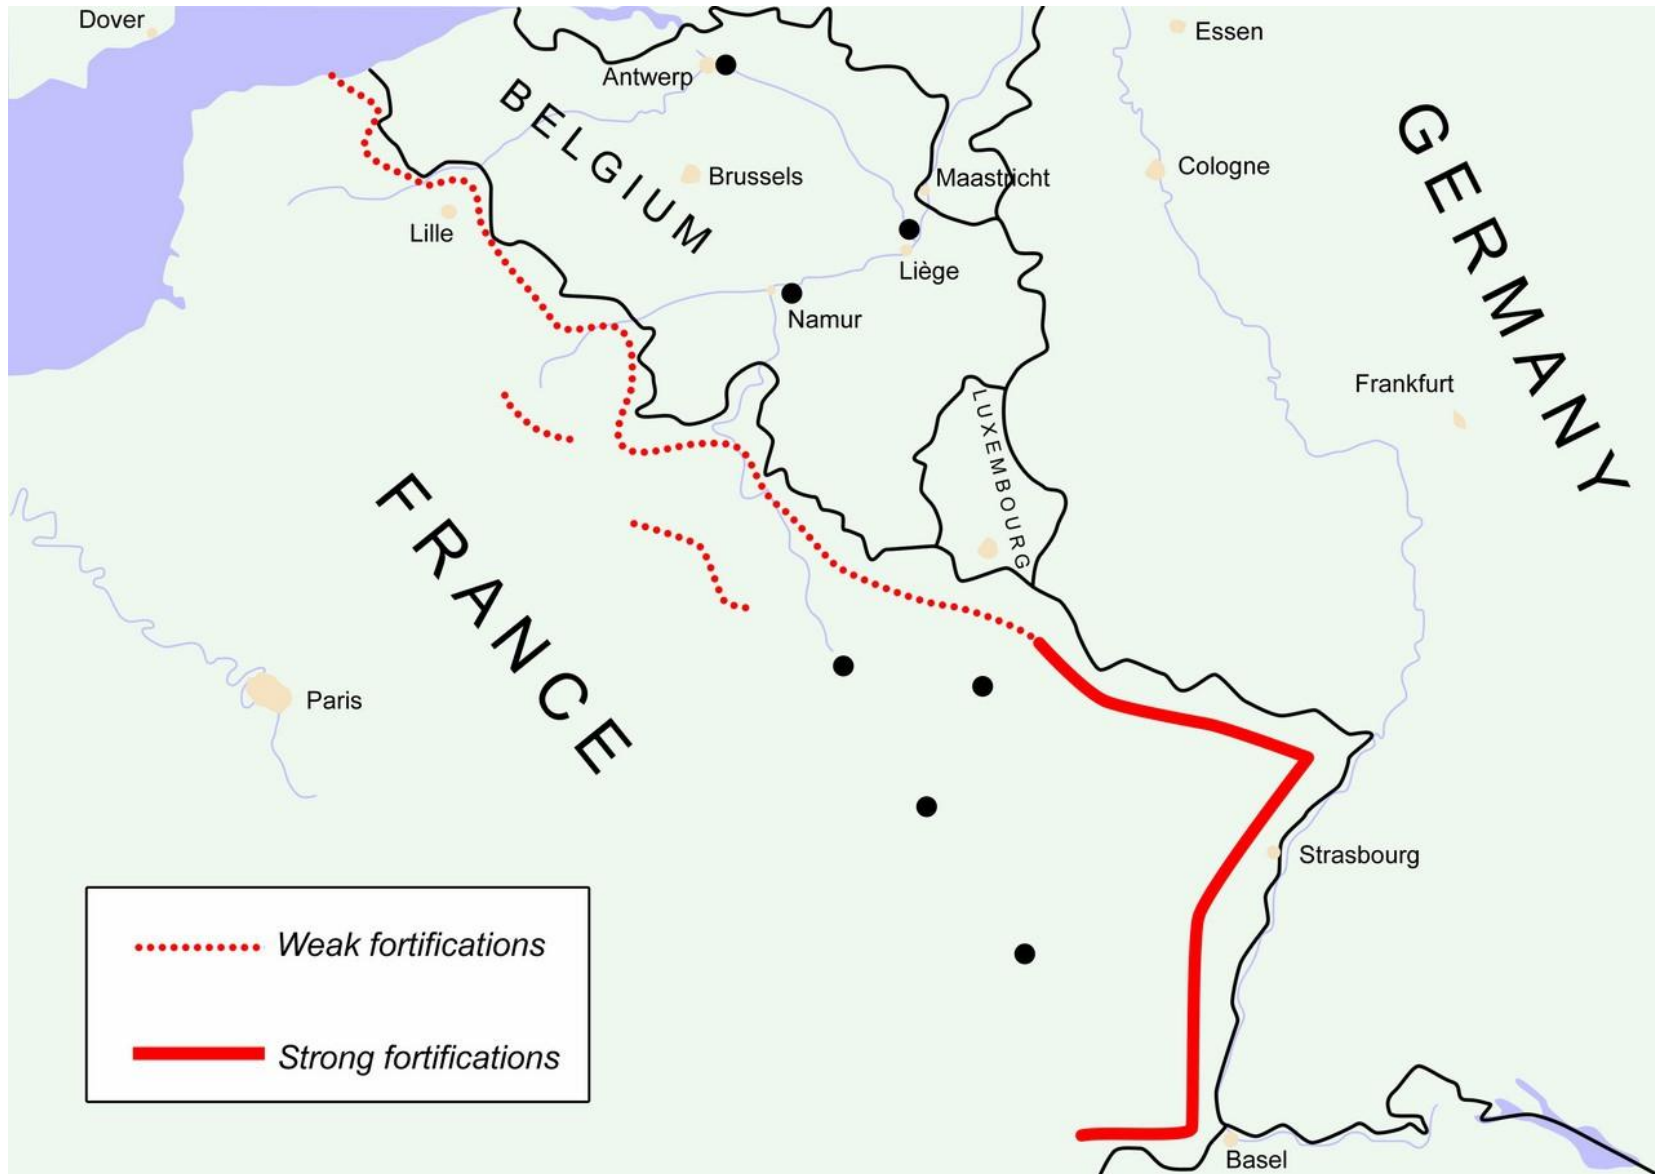 Dover
Essen
Antwerp
BELGIUM
GERMANY
Cologne
Brussels
Maastricht
Lille
Liège
Namur
Frankfurt
LUXEMBOURG
FRANCE
Paris
Strasbourg
Weak fortifications
Strong fortifications
Basel